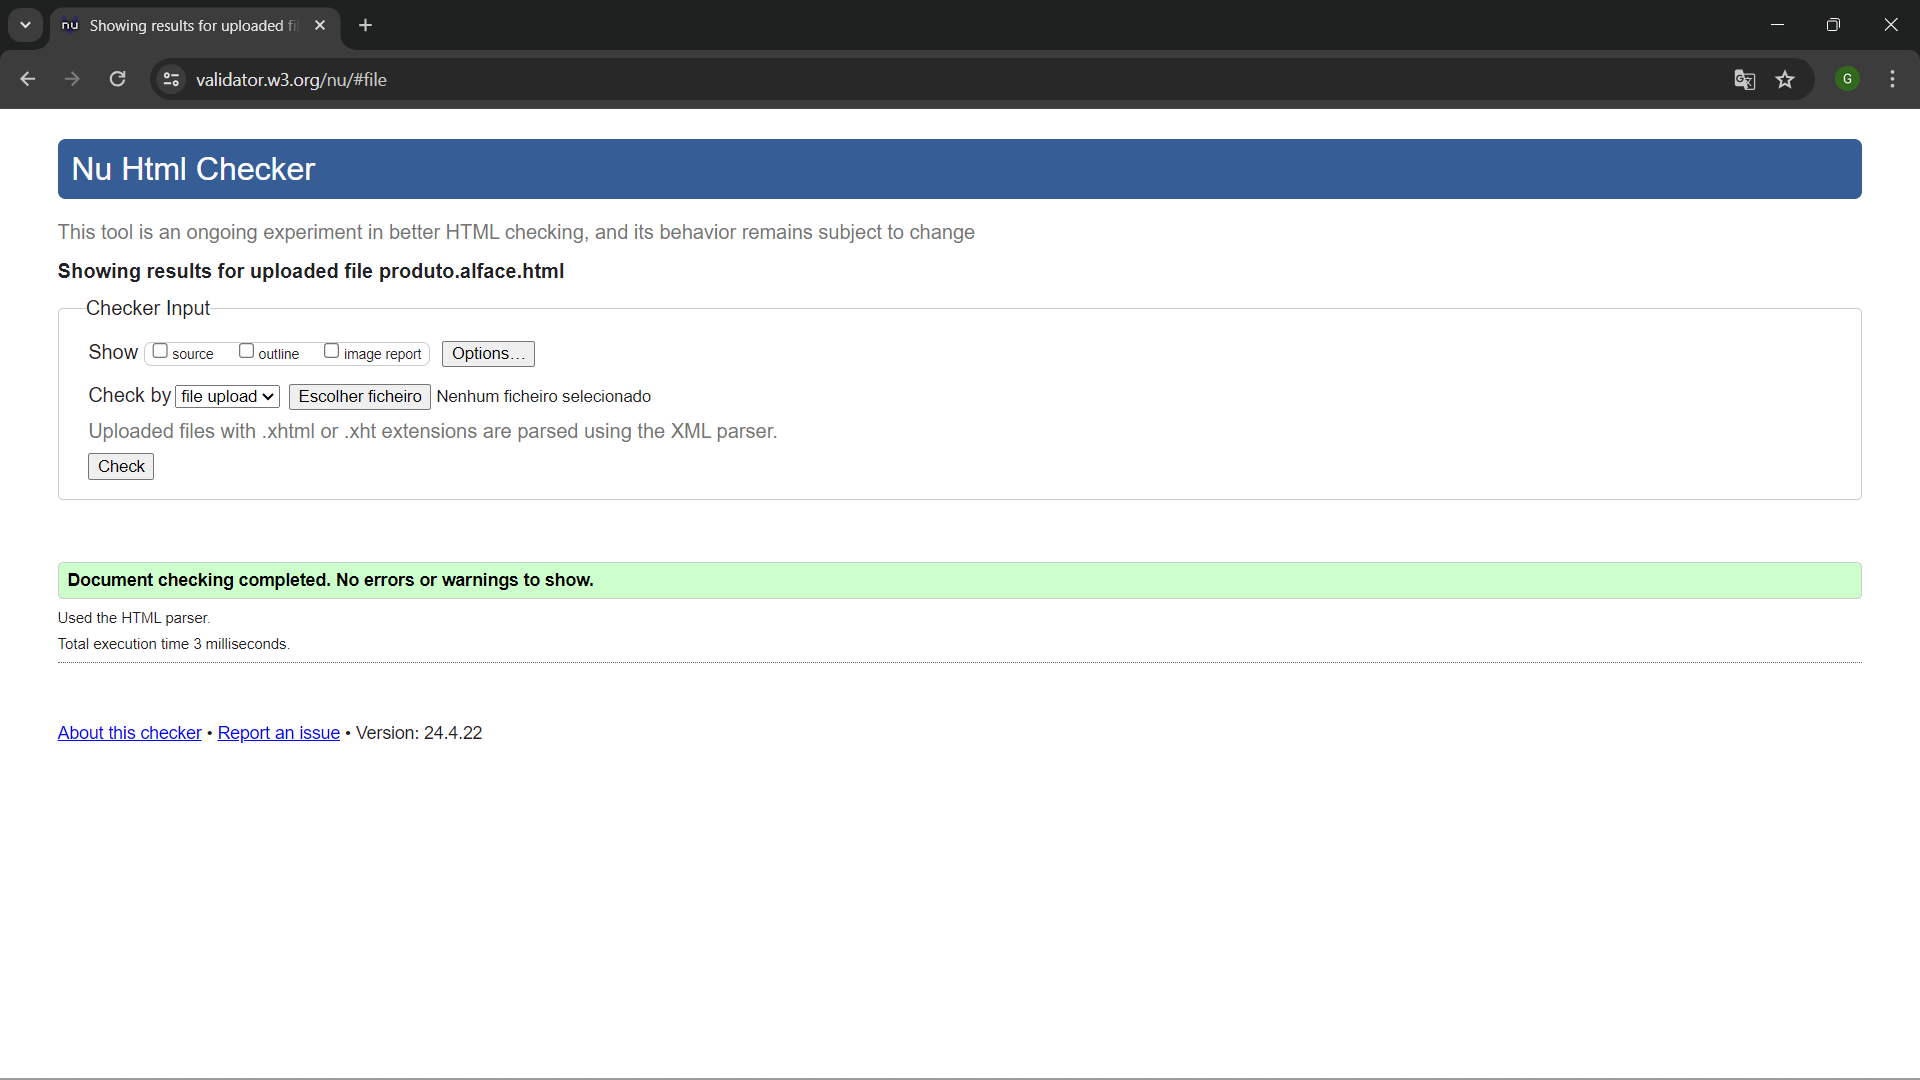 nu Showing results for uploaded fi
validator.w3.org/nu/#file
G
Nu Html Checker
This tool is an ongoing experiment in better HTML checking, and its behavior remains subject to change
Showing results for uploaded file produto.alface.html
Checker Input
Show source outline image report Options...
Check by file upload Escolher ficheiro Nenhum ficheiro selecionado
Uploaded files with .xhtml or .xht extensions are parsed using the XML parser.
Check
Document checking completed. No errors or warnings to show.
Used the HTML parser.
Total execution time 3 milliseconds.
About this checker • Report an issue • Version: 24.4.22